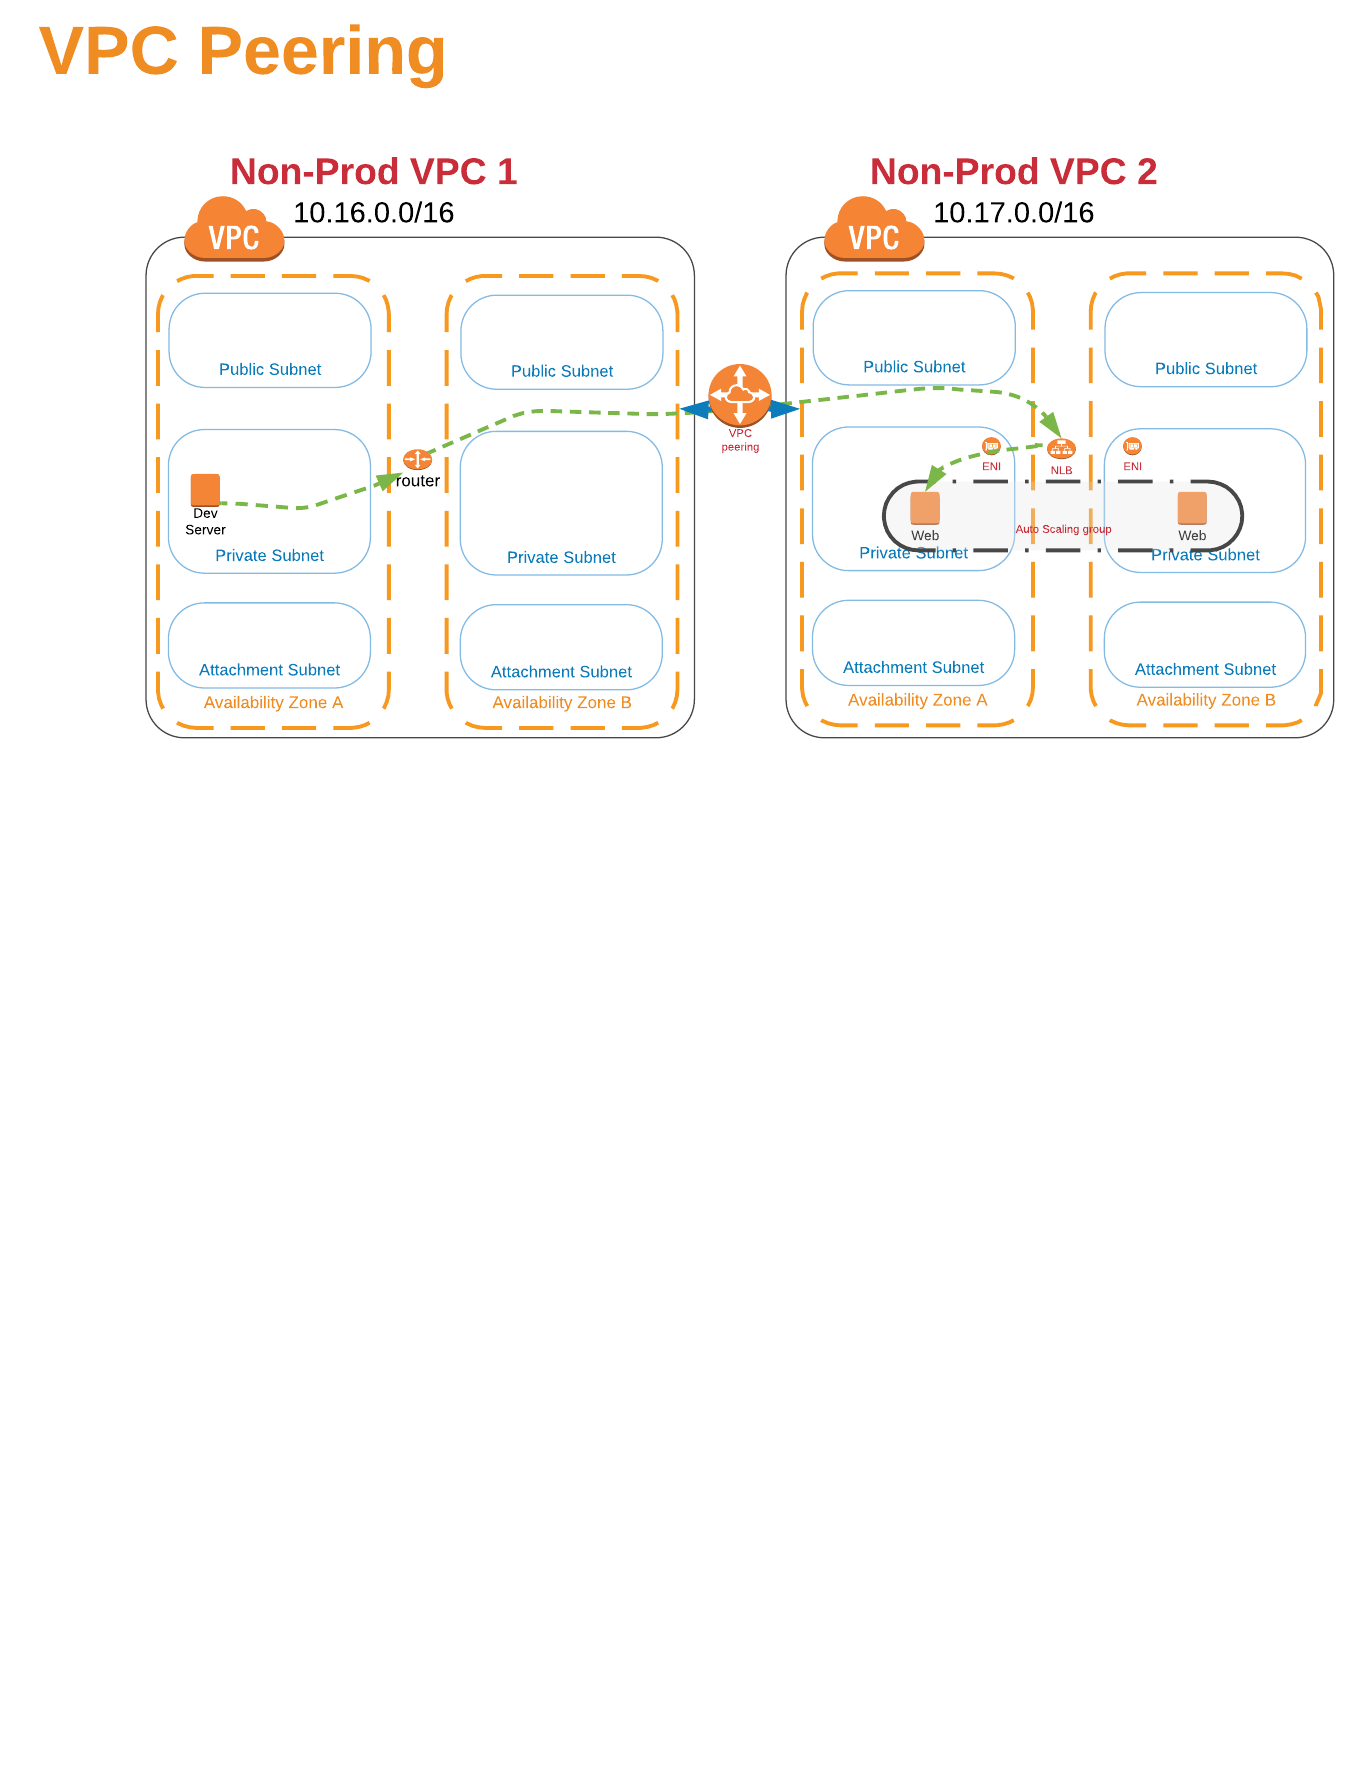 VPC Peering
Non-Prod VPC 1
10.16.0.0/16
VPC
Public Subnet
Public Subnet
router
Dev
Server
Private Subnet
Private Subnet
Attachment Subnet
Attachment Subnet
Availability Zone A
Availability Zone B
VPC
peering
Non-Prod VPC 2
10.17.0.0/16
VPC
Public Subnet
Public Subnet
ENI
NLB
ENI
Web
Auto Scaling group
Web
Private Subnet
Private Subnet
Attachment Subnet
Attachment Subnet
Availability Zone A
Availability Zone B